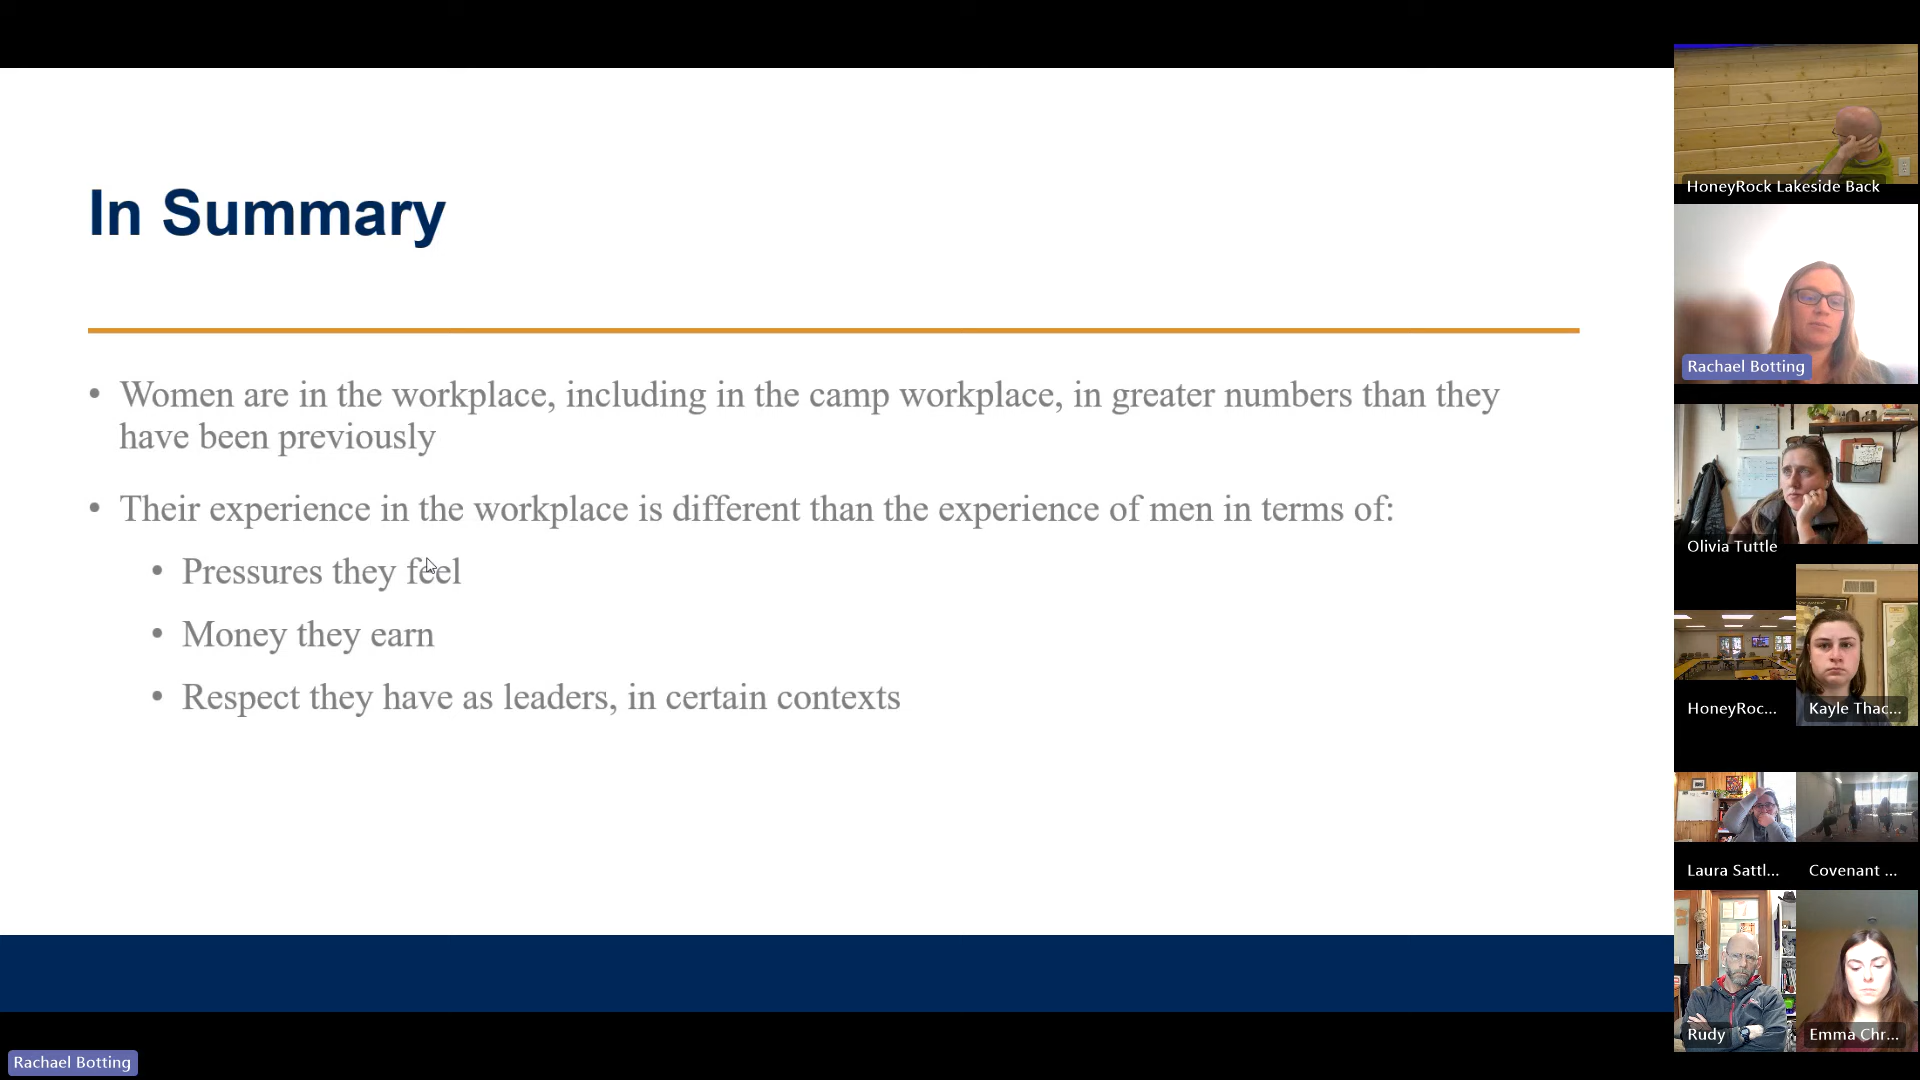 In Summary
• Women are in the workplace, including in the camp workplace, in greater numbers than they
have been previously
• Their experience in the workplace is different than the experience of men in terms of:
• Pressures they feel
• Money they earn
• Respect they have as leaders, in certain contexts
HoneyRock Lakeside Back
Rachael Botting
Olivia Tuttle
HoneyRoc...
Kayle Thac...
Laura Sattl...
Covenant ...
Rudy
Emma Chr...
Rachael Botting